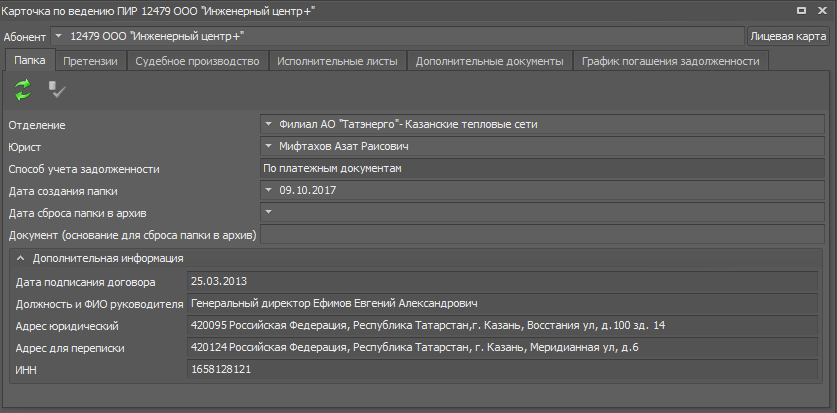 Карточка по ведению ПИР 12479 ООО "Инженерный центр+"
Абонент 12479 ООО "Инженерный центр+" Лицевая карта
Папка Претензии Судебное производство Исполнительные листы Дополнительные документы График погашения задолженности
Отделение Филиал АО "Татэнерго"- Казанские тепловые сети
Юрист Мифтахов Азат Раисович
Способ учета задолженности По платежным документам
Дата создания папки 09.10.2017
Дата сброса папки в архив
Документ (основание для сброса папки в архив)
Дополнительная информация
Дата подписания договора 25.03.2013
Должность и ФИО руководителя Генеральный директор Ефимов Евгений Александрович
Адрес юридический 420095 Российская Федерация, Республика Татарстан,г. Казань, Восстания ул, д.100 зд. 14
Адрес для переписки 420124 Российская Федерация, Республика Татарстан, г. Казань, Меридианная ул, д.6
ИНН 1658128121